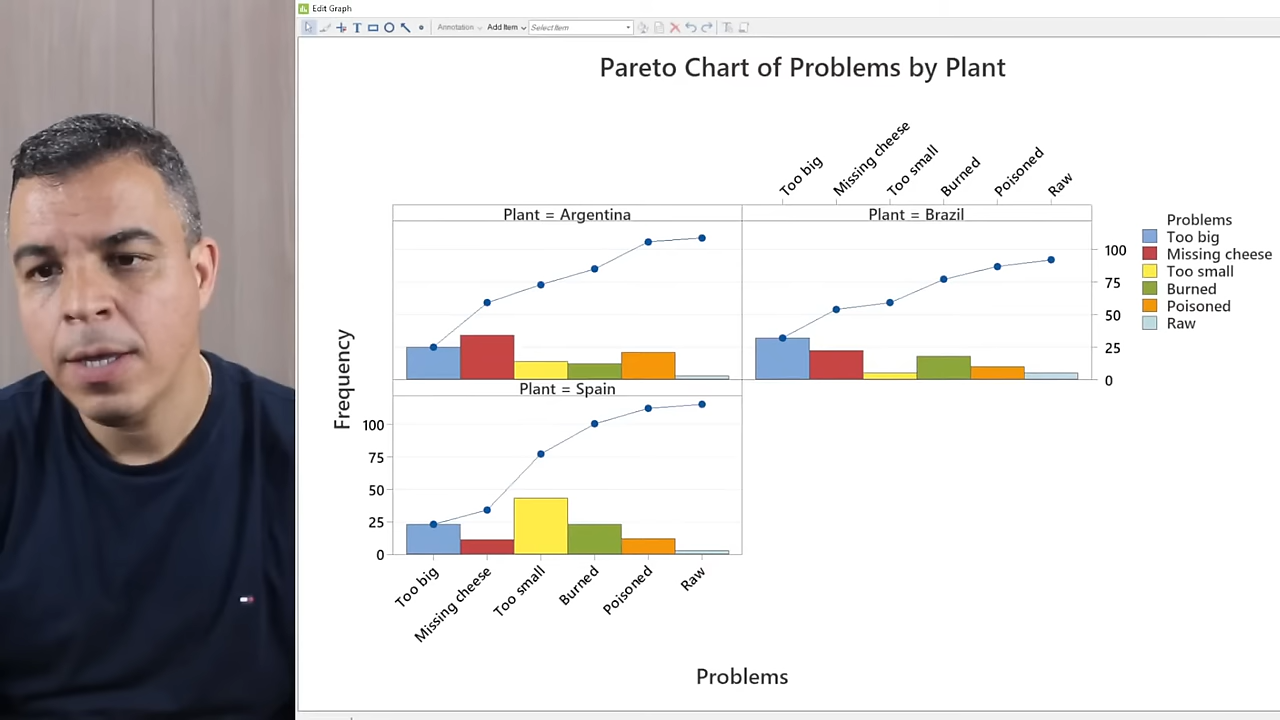 Edit Graph
T Annotation Add Item Select Item
Pareto Chart of Problems by Plant
Too big Missing cheese Too small Burned Poisoned Raw
Plant = Argentina Plant = Brazil
Problems
Too big
Missing cheese
Too small
Burned
Poisoned
Raw
100
75
50
25
0
Frequency
Plant = Spain
100
75
50
25
0
Too big Missing cheese Too small Burned Poisoned Raw
Problems